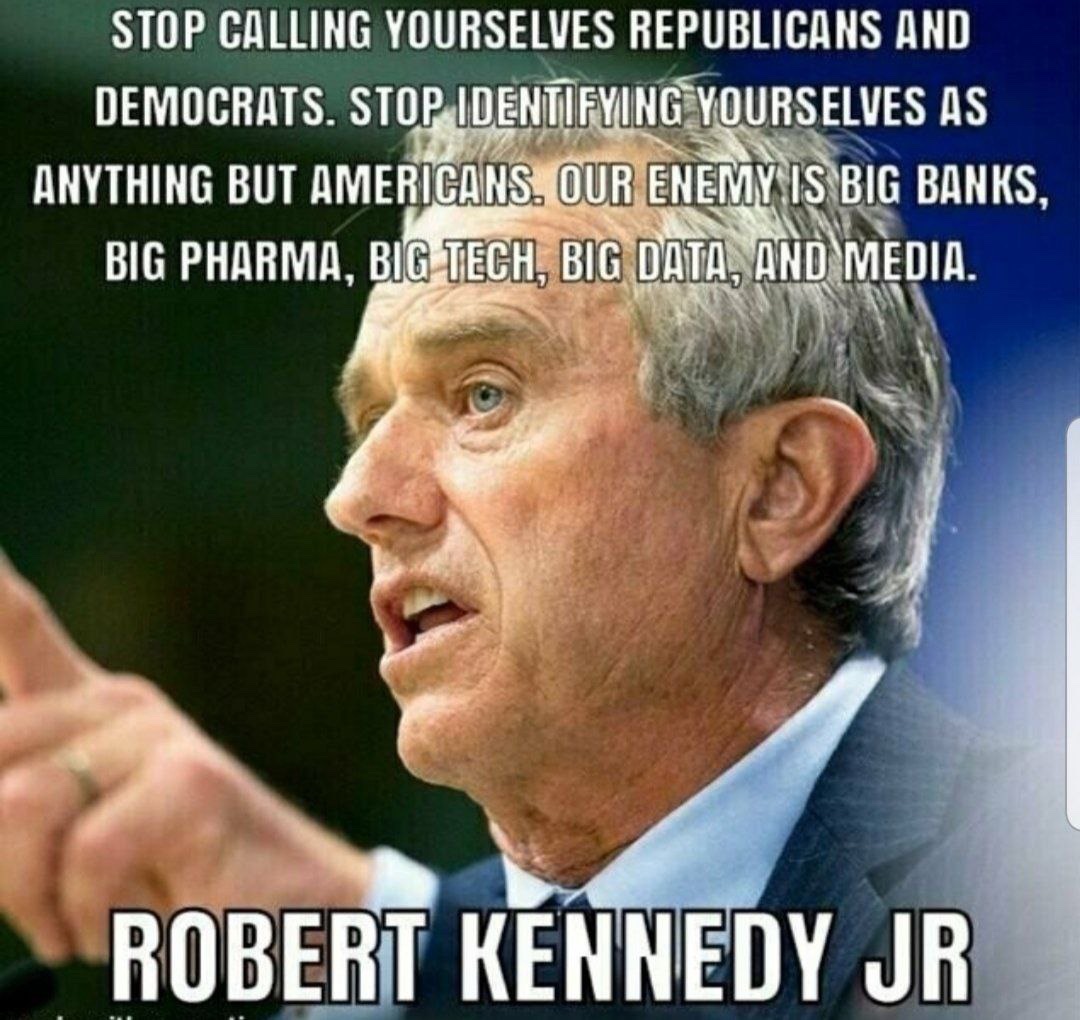 STOP CALLING YOURSELVES REPUBLICANS AND
DEMOCRATS. STOP IDENTIFYING YOURSELVES AS
ANYTHING BUT AMERICANS. OUR ENEMY IS BIG BANKS,
BIG PHARMA, BIG TECH, BIG DATA, AND MEDIA.
ROBERT KENNEDY JR